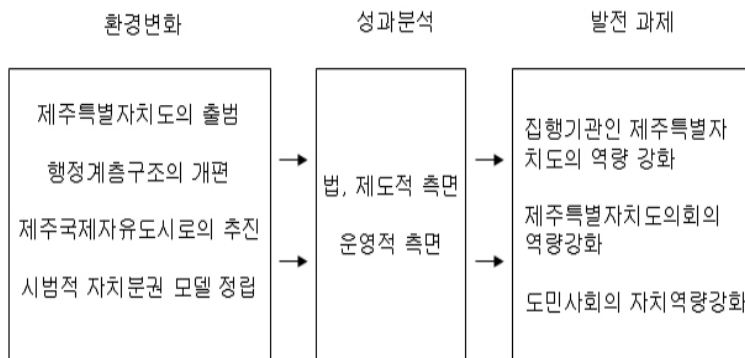 환경변화
성과분석
발전 과제
제주특별자치도의 출범
행정계층구조의 개편
제주국제자유도시로의 추진
시범적 자치분권 모델 정립
법, 제도적 측면
운영적 측면
집행기관인 제주특별자
치도의 역량 강화
제주특별자치도의회의
역량강화
도민사회의 자치역량강화